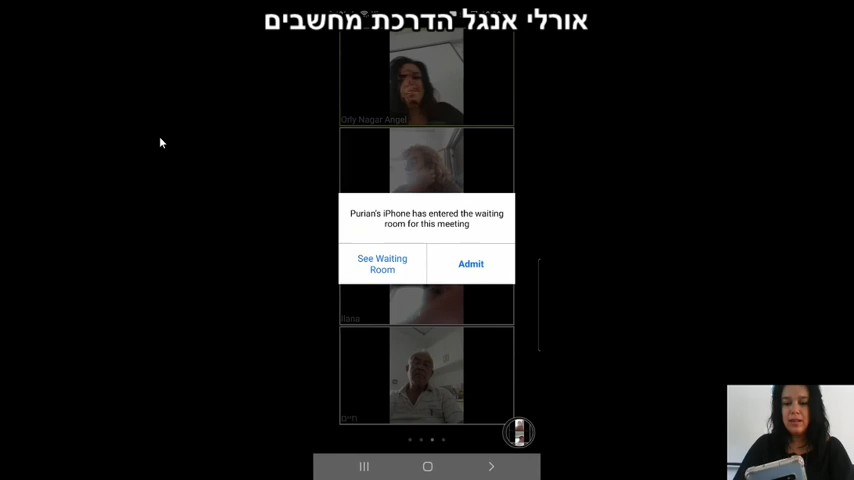 אורלי אנגל הדרכת מחשבים
Orly Nagar Angel
Purian's iPhone has entered the waiting
room for this meeting
See Waiting
Room
Admit
Ilana
חיים